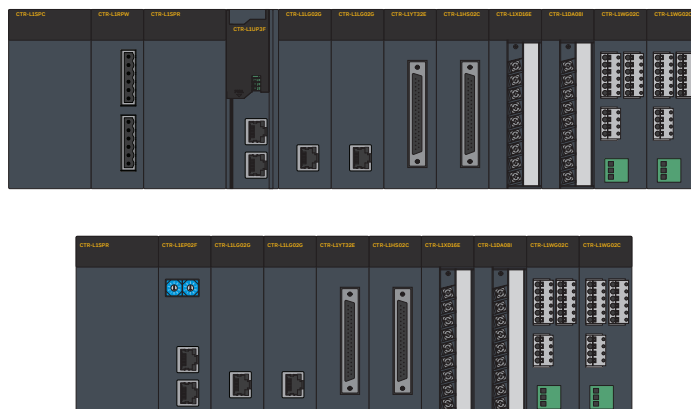 CTR-L1SPC CTR-L1RPW CTR-L1SPR CTR-L1UP3F CTR-L1LG02G CTR-L1LG02G CTR-L1YT32E CTR-L1HS02C CTR-L1XD16E CTR-L1DA08I CTR-L1WG02C CTR-L1WG02C
CTR-L1SPR CTR-L1EP02F CTR-L1LG02G CTR-L1LG02G CTR-L1YT32E CTR-L1HS02C CTR-L1XD16E CTR-L1DA08I CTR-L1WG02C CTR-L1WG02C